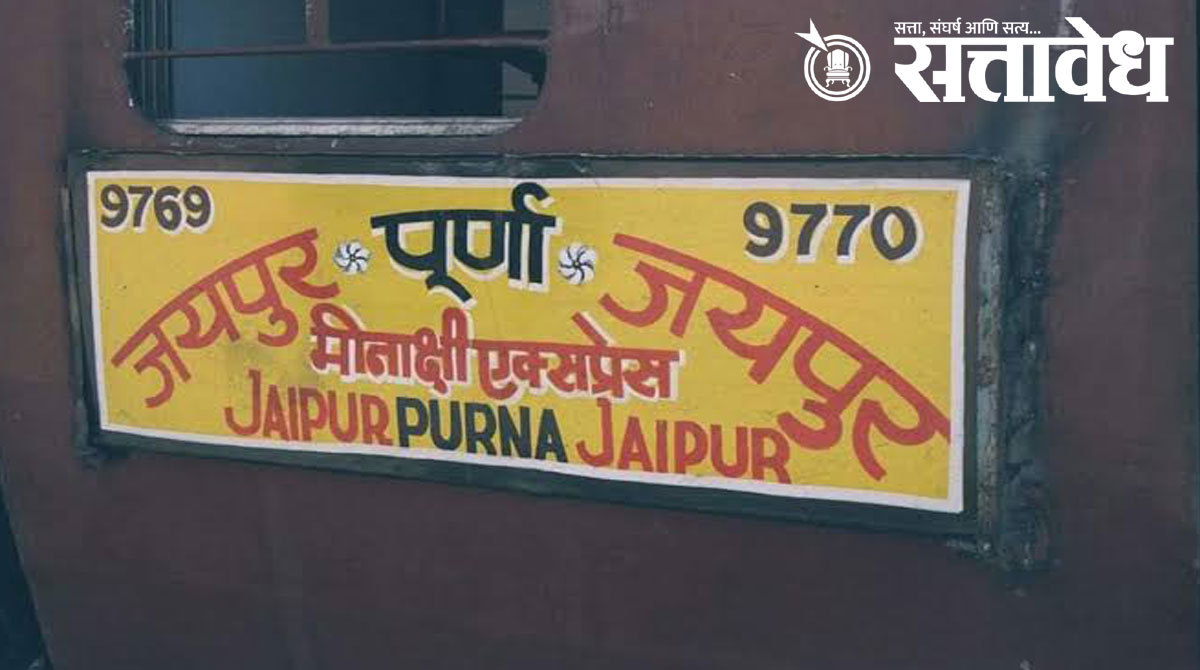 सत्ता, संघर्ष आणि सत्य...
सत्तावेध
9769 9770
जयपुर पूर्णा जयपुर
मीनाक्षी एक्सप्रेस
JAIPUR PURNA JAIPUR